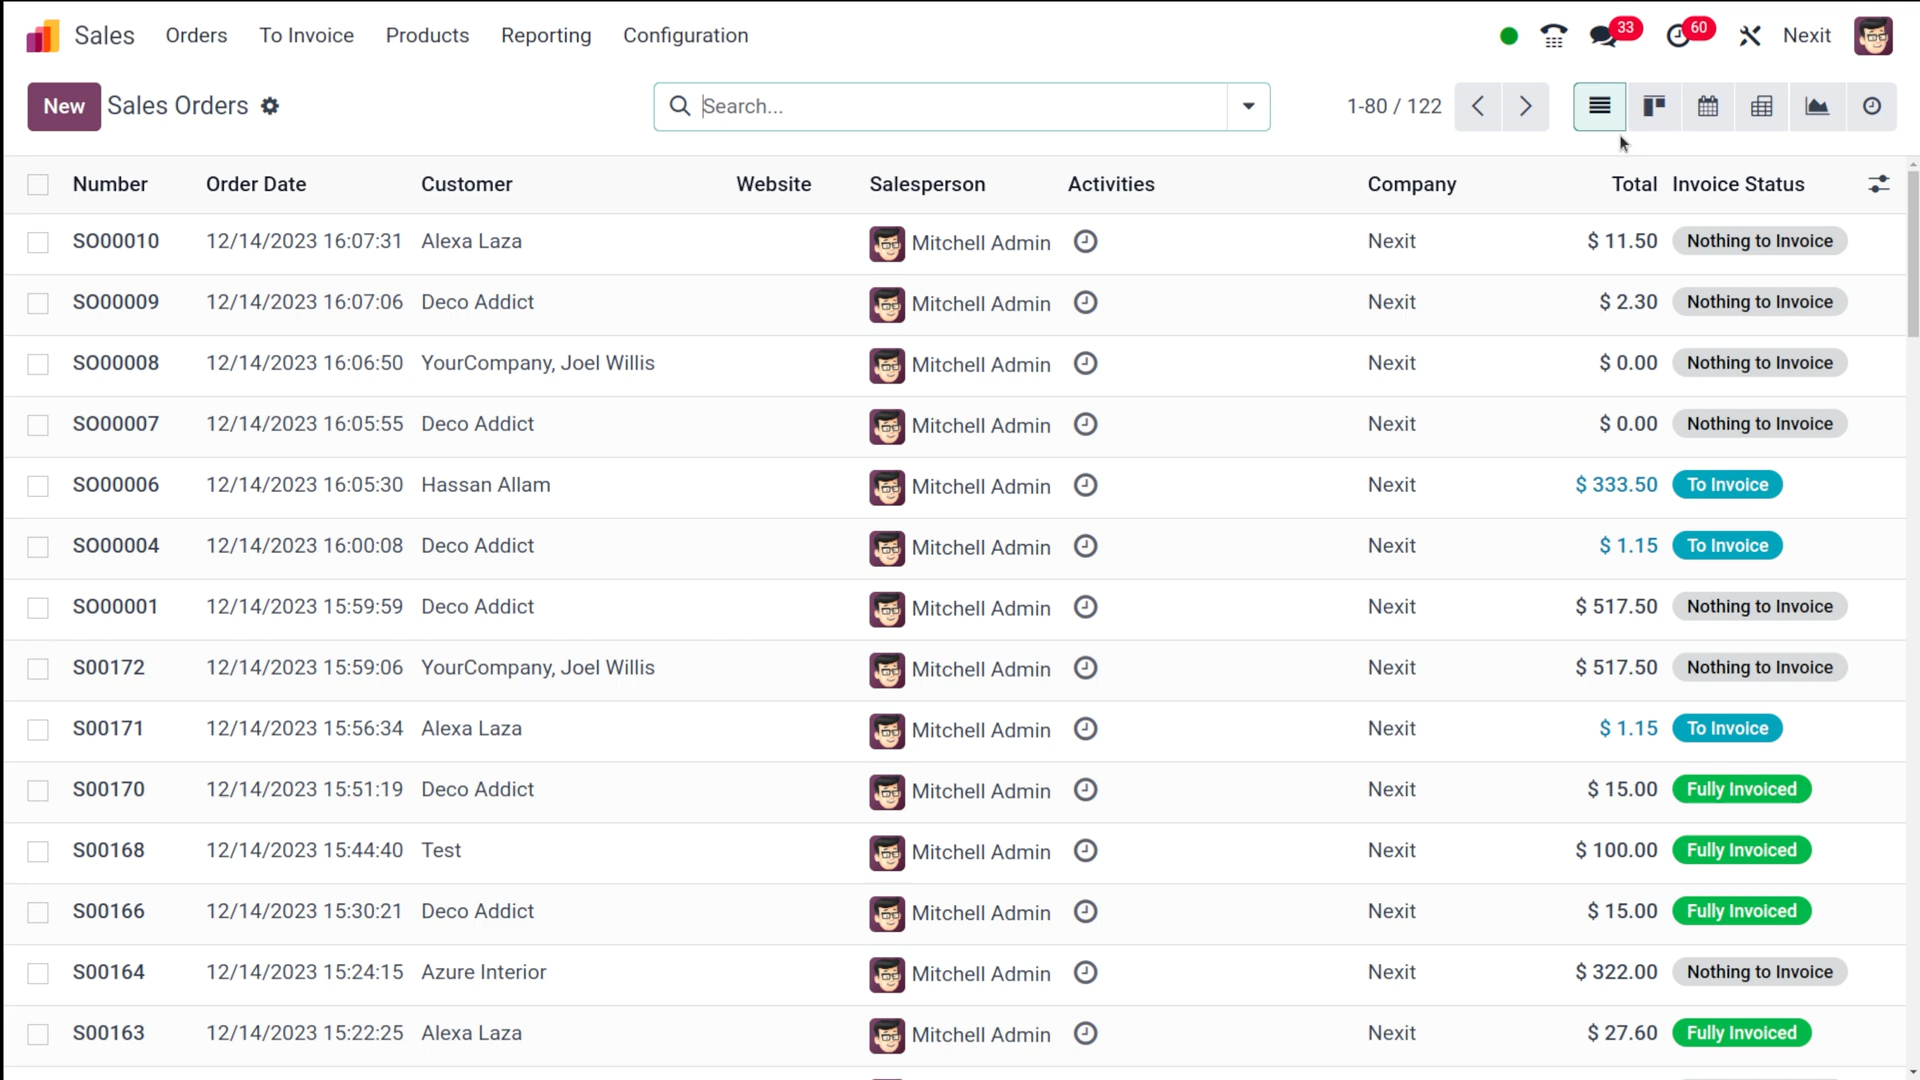 Sales Orders To Invoice Products Reporting Configuration 33 60 Nexit
New Sales Orders Search... 1-80 / 122
Number Order Date Customer Website Salesperson Activities Company Total Invoice Status
SO00010 12/14/2023 16:07:31 Alexa Laza Mitchell Admin Nexit $ 11.50 Nothing to Invoice
SO00009 12/14/2023 16:07:06 Deco Addict Mitchell Admin Nexit $ 2.30 Nothing to Invoice
SO00008 12/14/2023 16:06:50 YourCompany, Joel Willis Mitchell Admin Nexit $ 0.00 Nothing to Invoice
SO00007 12/14/2023 16:05:55 Deco Addict Mitchell Admin Nexit $ 0.00 Nothing to Invoice
SO00006 12/14/2023 16:05:30 Hassan Allam Mitchell Admin Nexit $ 333.50 To Invoice
SO00004 12/14/2023 16:00:08 Deco Addict Mitchell Admin Nexit $ 1.15 To Invoice
SO00001 12/14/2023 15:59:59 Deco Addict Mitchell Admin Nexit $ 517.50 Nothing to Invoice
S00172 12/14/2023 15:59:06 YourCompany, Joel Willis Mitchell Admin Nexit $ 517.50 Nothing to Invoice
S00171 12/14/2023 15:56:34 Alexa Laza Mitchell Admin Nexit $ 1.15 To Invoice
S00170 12/14/2023 15:51:19 Deco Addict Mitchell Admin Nexit $ 15.00 Fully Invoiced
S00168 12/14/2023 15:44:40 Test Mitchell Admin Nexit $ 100.00 Fully Invoiced
S00166 12/14/2023 15:30:21 Deco Addict Mitchell Admin Nexit $ 15.00 Fully Invoiced
S00164 12/14/2023 15:24:15 Azure Interior Mitchell Admin Nexit $ 322.00 Nothing to Invoice
S00163 12/14/2023 15:22:25 Alexa Laza Mitchell Admin Nexit $ 27.60 Fully Invoiced